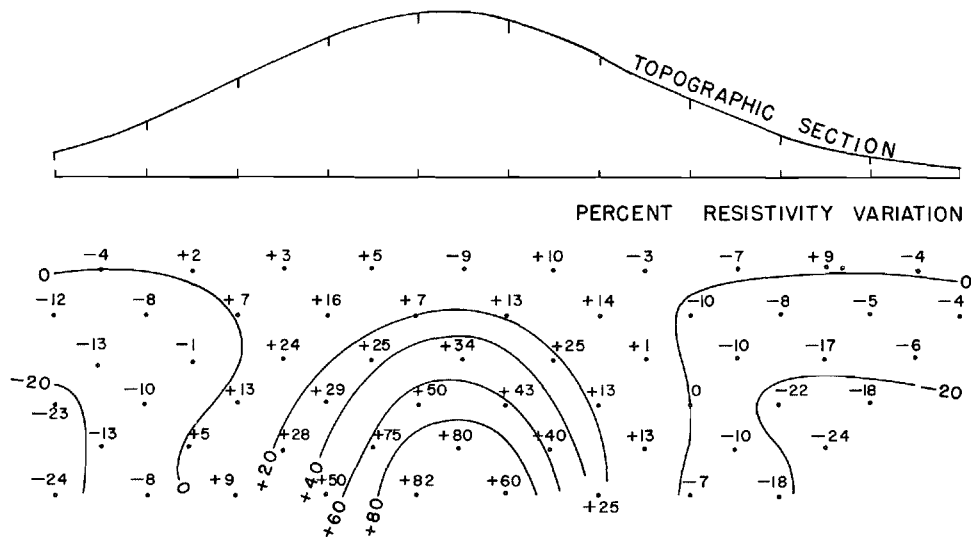 TOPOGRAPHIC SECTION
PERCENT RESISTIVITY VARIATION
-4 +2 +3 +5 -9 +10 -3 -7 +9 -4
0 0
-12 -8 +7 +16 +7 +13 +14 -10 -8 -5 -4
-13 -1 +24 +25 +34 +25 +1 -10 -17 -6
-20 -10 +13 +29 +50 +43 +13 0 -22 -18 -20
-23
-13 +5 +28 +75 +80 +40 +13 -10 -24
-24 -8 0 +9 +20 +40 +50 +82 +60 +25 -7 -18
+60 +80